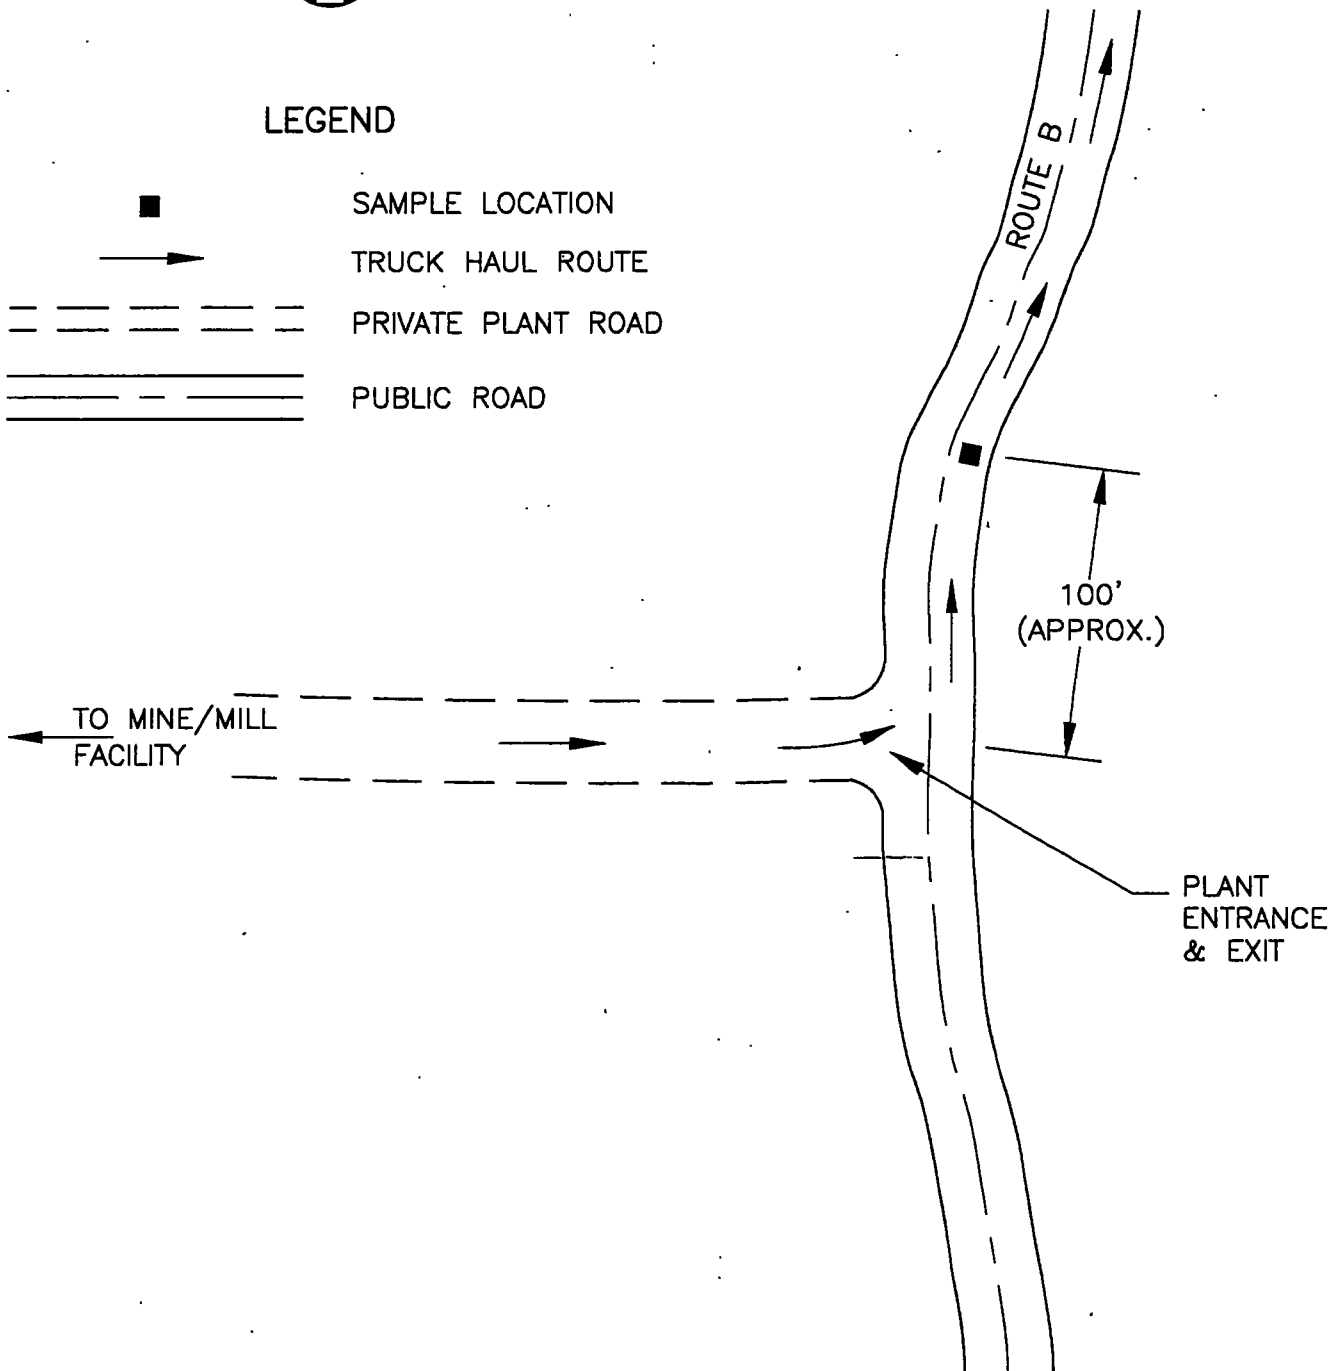 LEGEND
SAMPLE LOCATION
TRUCK HAUL ROUTE
PRIVATE PLANT ROAD
PUBLIC ROAD
ROUTE B
100'
(APPROX.)
TO MINE/MILL
FACILITY
PLANT
ENTRANCE
& EXIT